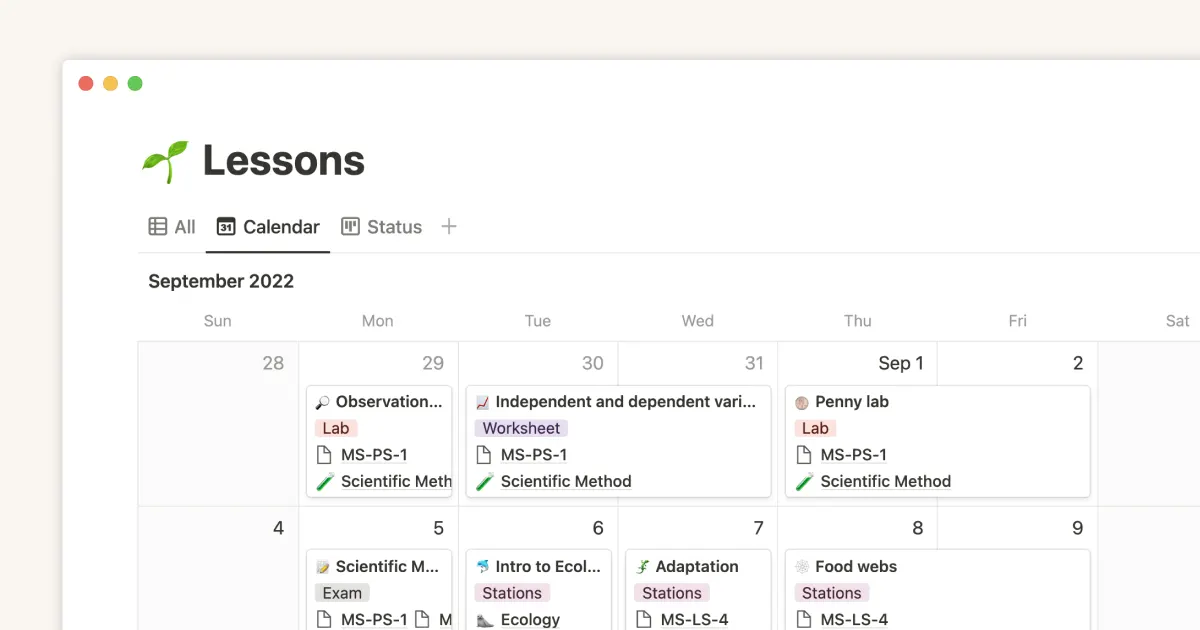 Lessons
All Calendar Status
September 2022
Sun Mon Tue Wed Thu Fri Sat
28 29 30 31 Sep 1 2
Observation... Independent and dependent vari... Penny lab
Lab Worksheet Lab
MS-PS-1 MS-PS-1 MS-PS-1
Scientific Meth Scientific Method Scientific Method
4 5 6 7 8 9
Scientific M... Intro to Ecol... Adaptation Food webs
Exam Stations Stations Stations
MS-PS-1 M Ecology MS-LS-4 MS-LS-4